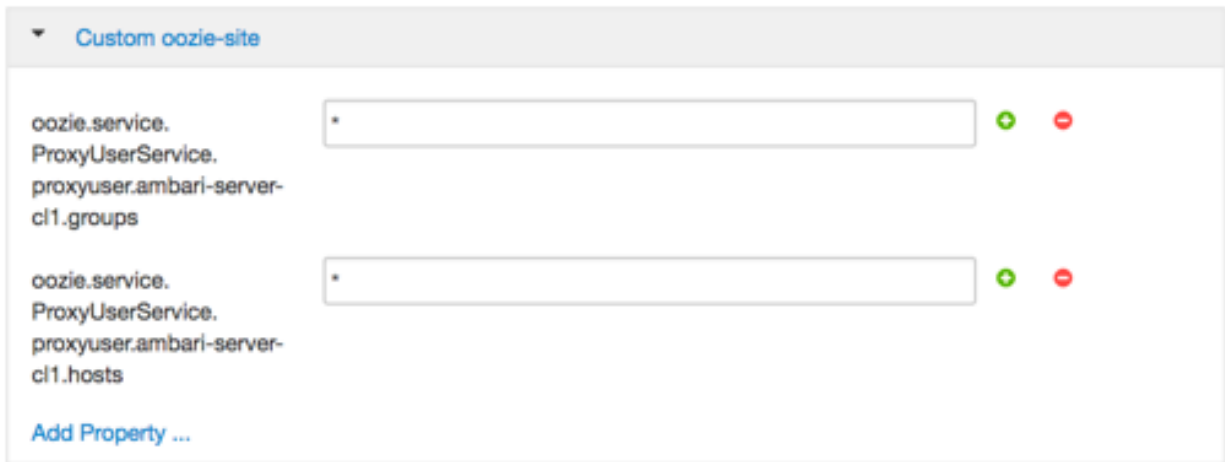 Custom oozie-site
oozie.service.
ProxyUserService.
proxyuser.ambari-server-
cl1.groups
*
oozie.service.
ProxyUserService.
proxyuser.ambari-server-
cl1.hosts
*
Add Property ...